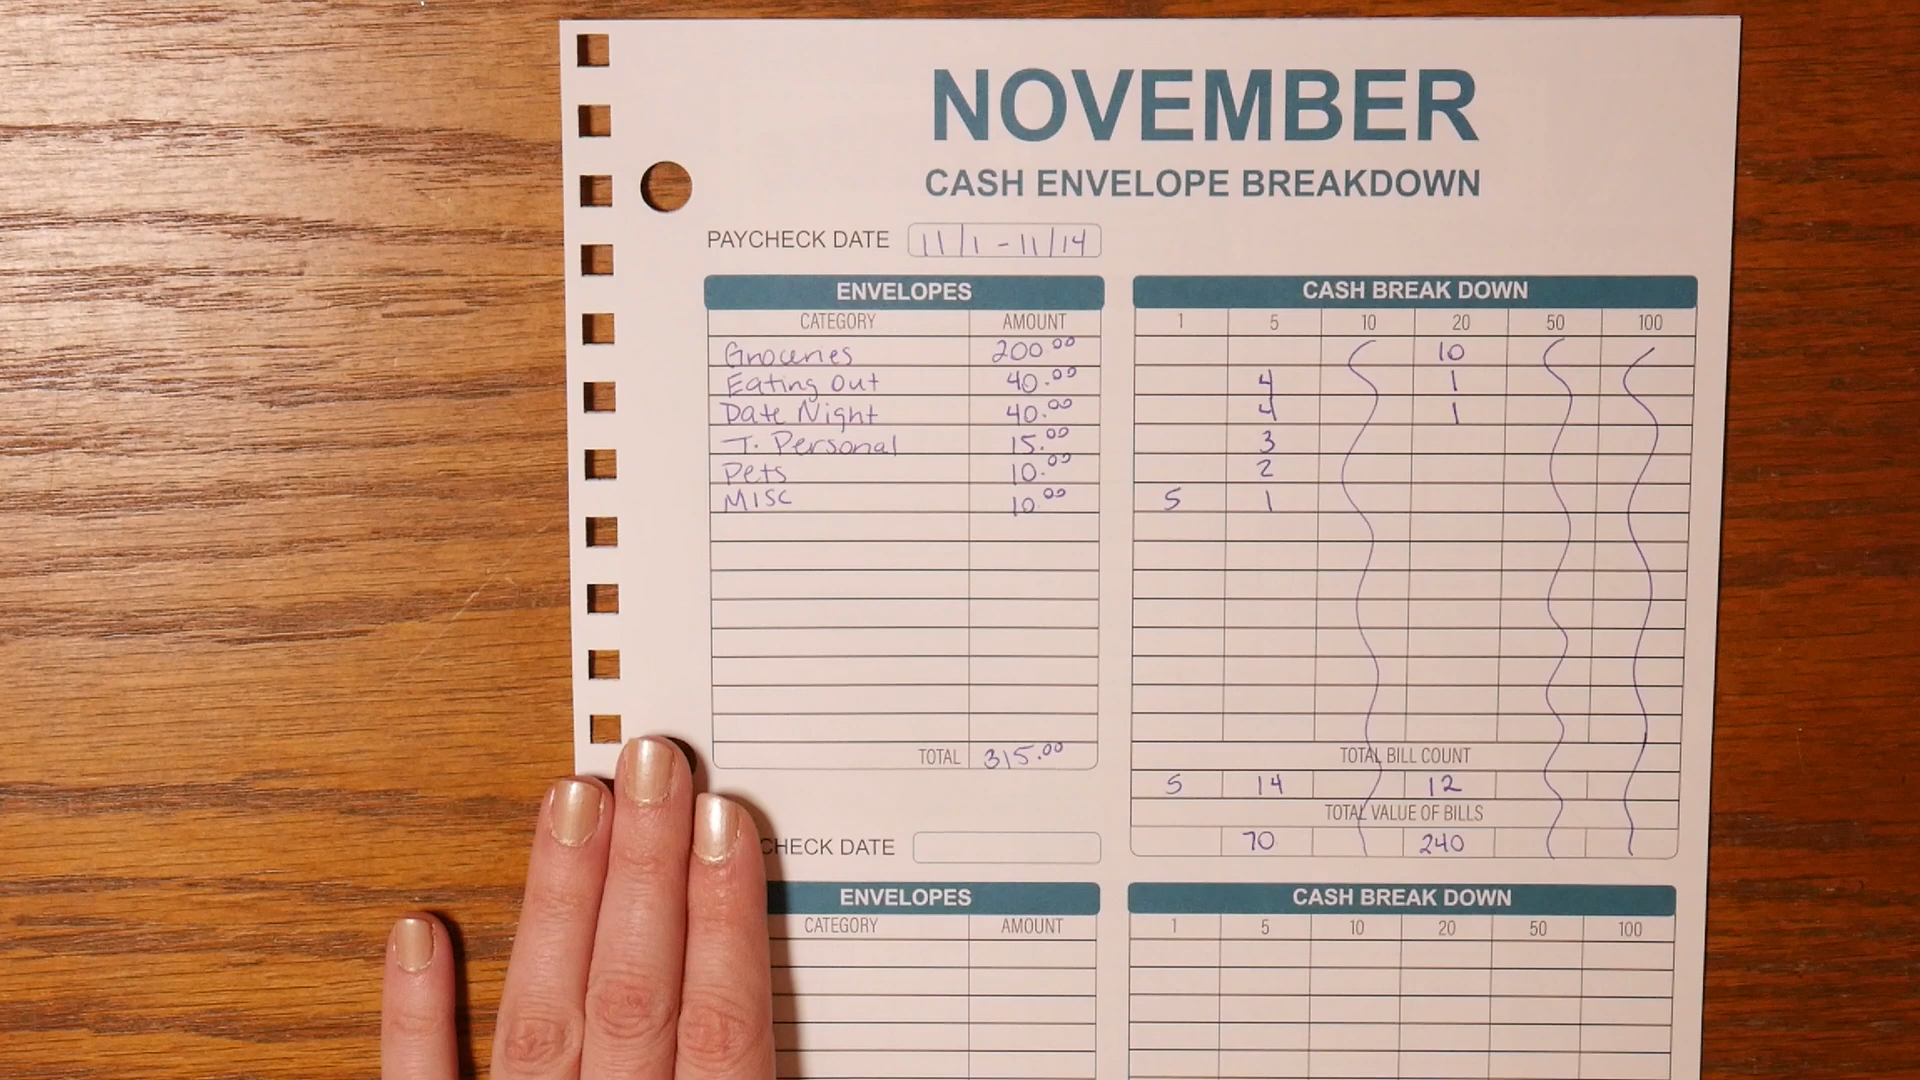 NOVEMBER
CASH ENVELOPE BREAKDOWN
PAYCHECK DATE 11/1-11/14
ENVELOPES
CATEGORY AMOUNT
Groceries 200.00
Eating Out 40.00
Date Night 40.00
T. Personal 15.00
Pets 10.00
MISC 10.00
TOTAL 315.00
CASH BREAK DOWN
1 5 10 20 50 100
10
4 1
4 1
3
2
5 1
TOTAL BILL COUNT
5 14 12
TOTAL VALUE OF BILLS
70 240
CHECK DATE
ENVELOPES
CATEGORY AMOUNT
CASH BREAK DOWN
1 5 10 20 50 100